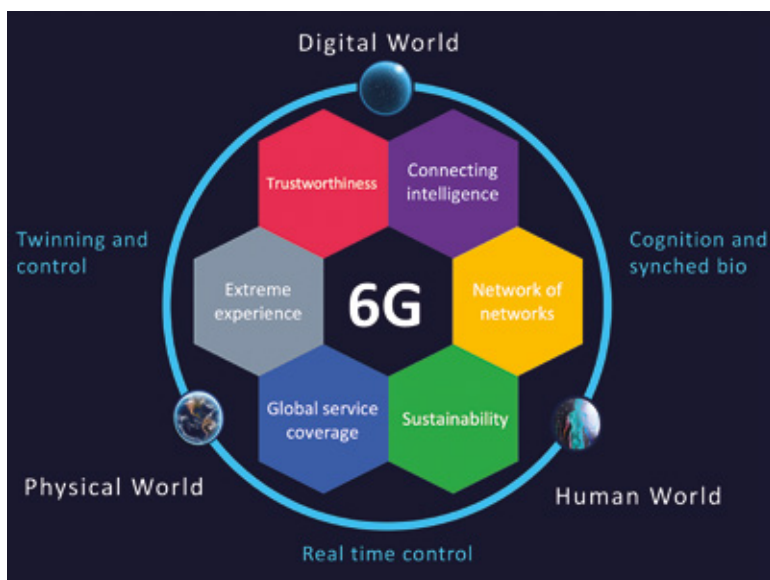 Digital World
Trustworthiness
Connecting
intelligence
Twinning and
control
Cognition and
synched bio
Extreme
experience
6G
Network of
networks
Global service
coverage
Sustainability
Physical World
Human World
Real time control